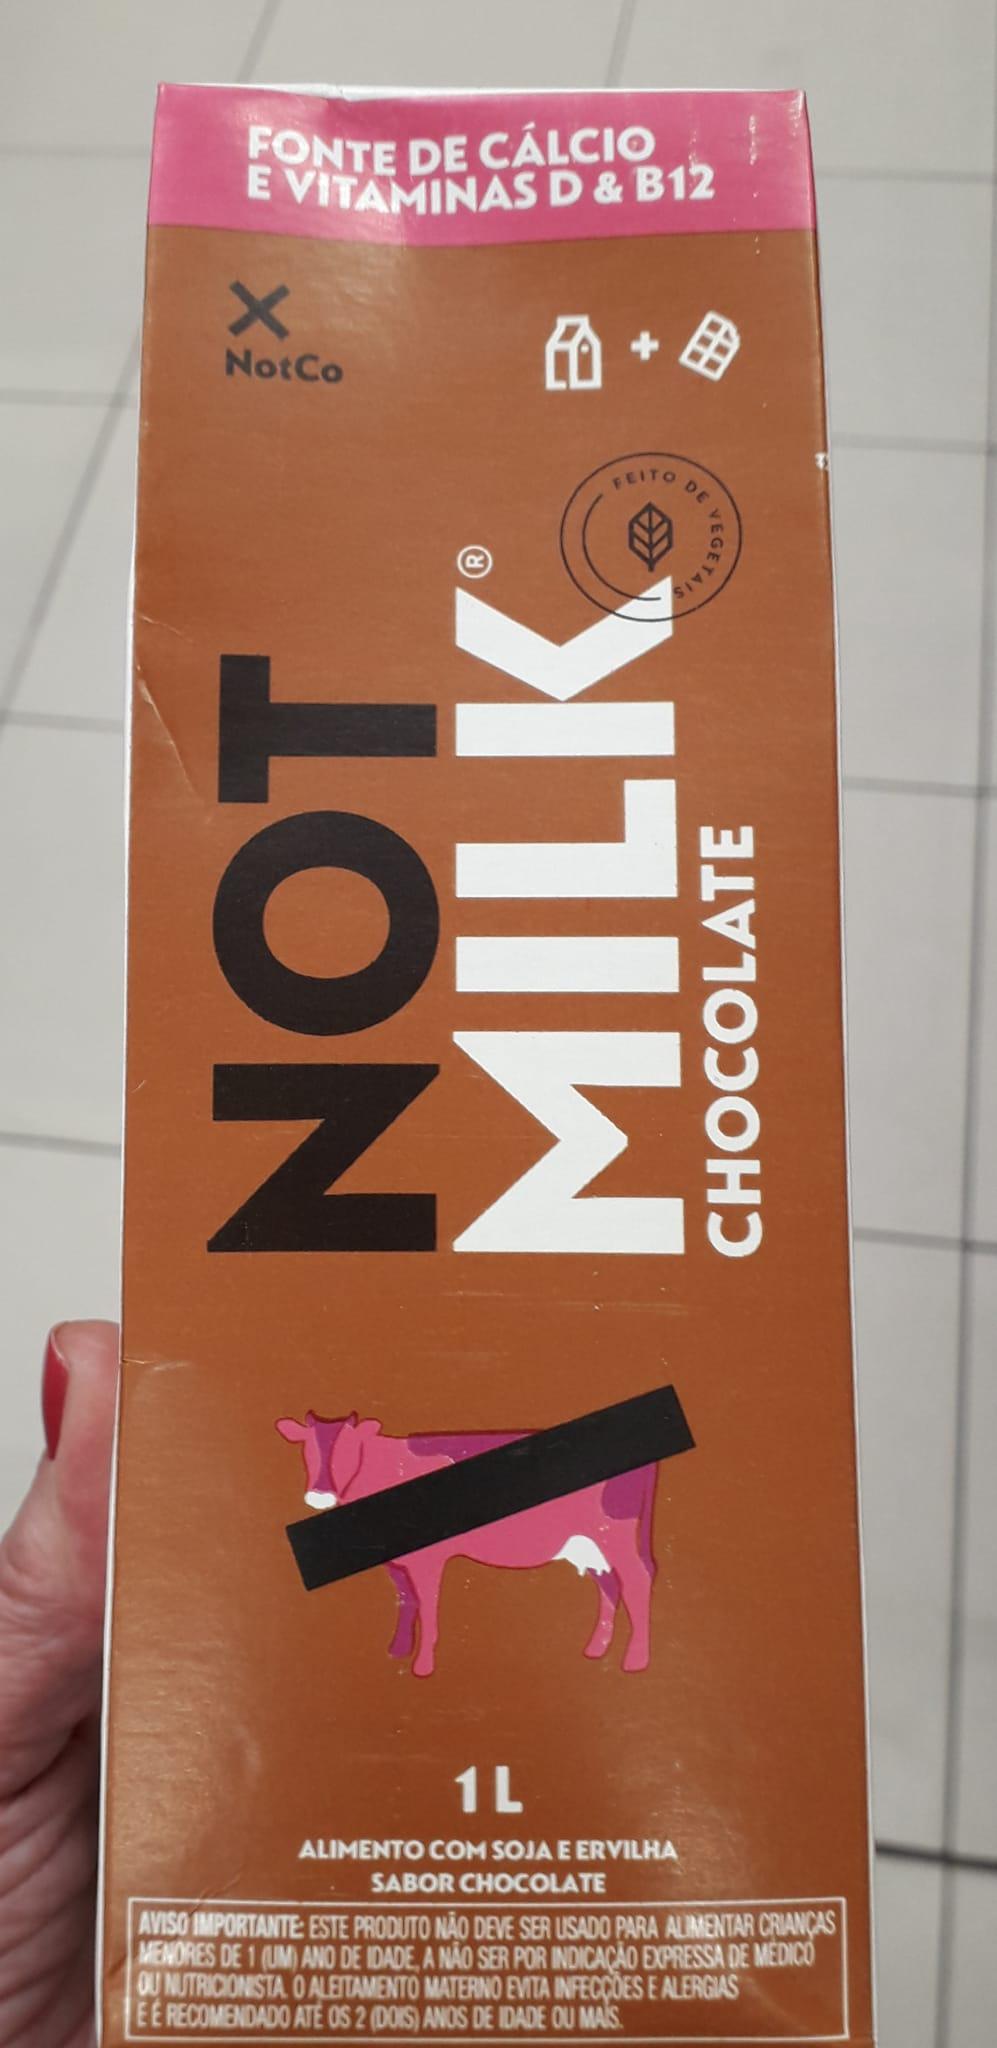 FONTE DE CÁLCIO
E VITAMINAS D & B12
NotCo
FEITO DE VEGETAIS
NOT
MILK®
CHOCOLATE
1 L
ALIMENTO COM SOJA E ERVILHA
SABOR CHOCOLATE
AVISO IMPORTANTE: ESTE PRODUTO NÃO DEVE SER USADO PARA ALIMENTAR CRIANÇAS
MENORES DE 1 (UM) ANO DE IDADE, A NÃO SER POR INDICAÇÃO EXPRESSA DE MÉDICO
OU NUTRICIONISTA. O ALEITAMENTO MATERNO EVITA INFECÇÕES E ALERGIAS
E É RECOMENDADO ATÉ OS 2 (DOIS) ANOS DE IDADE OU MAIS.